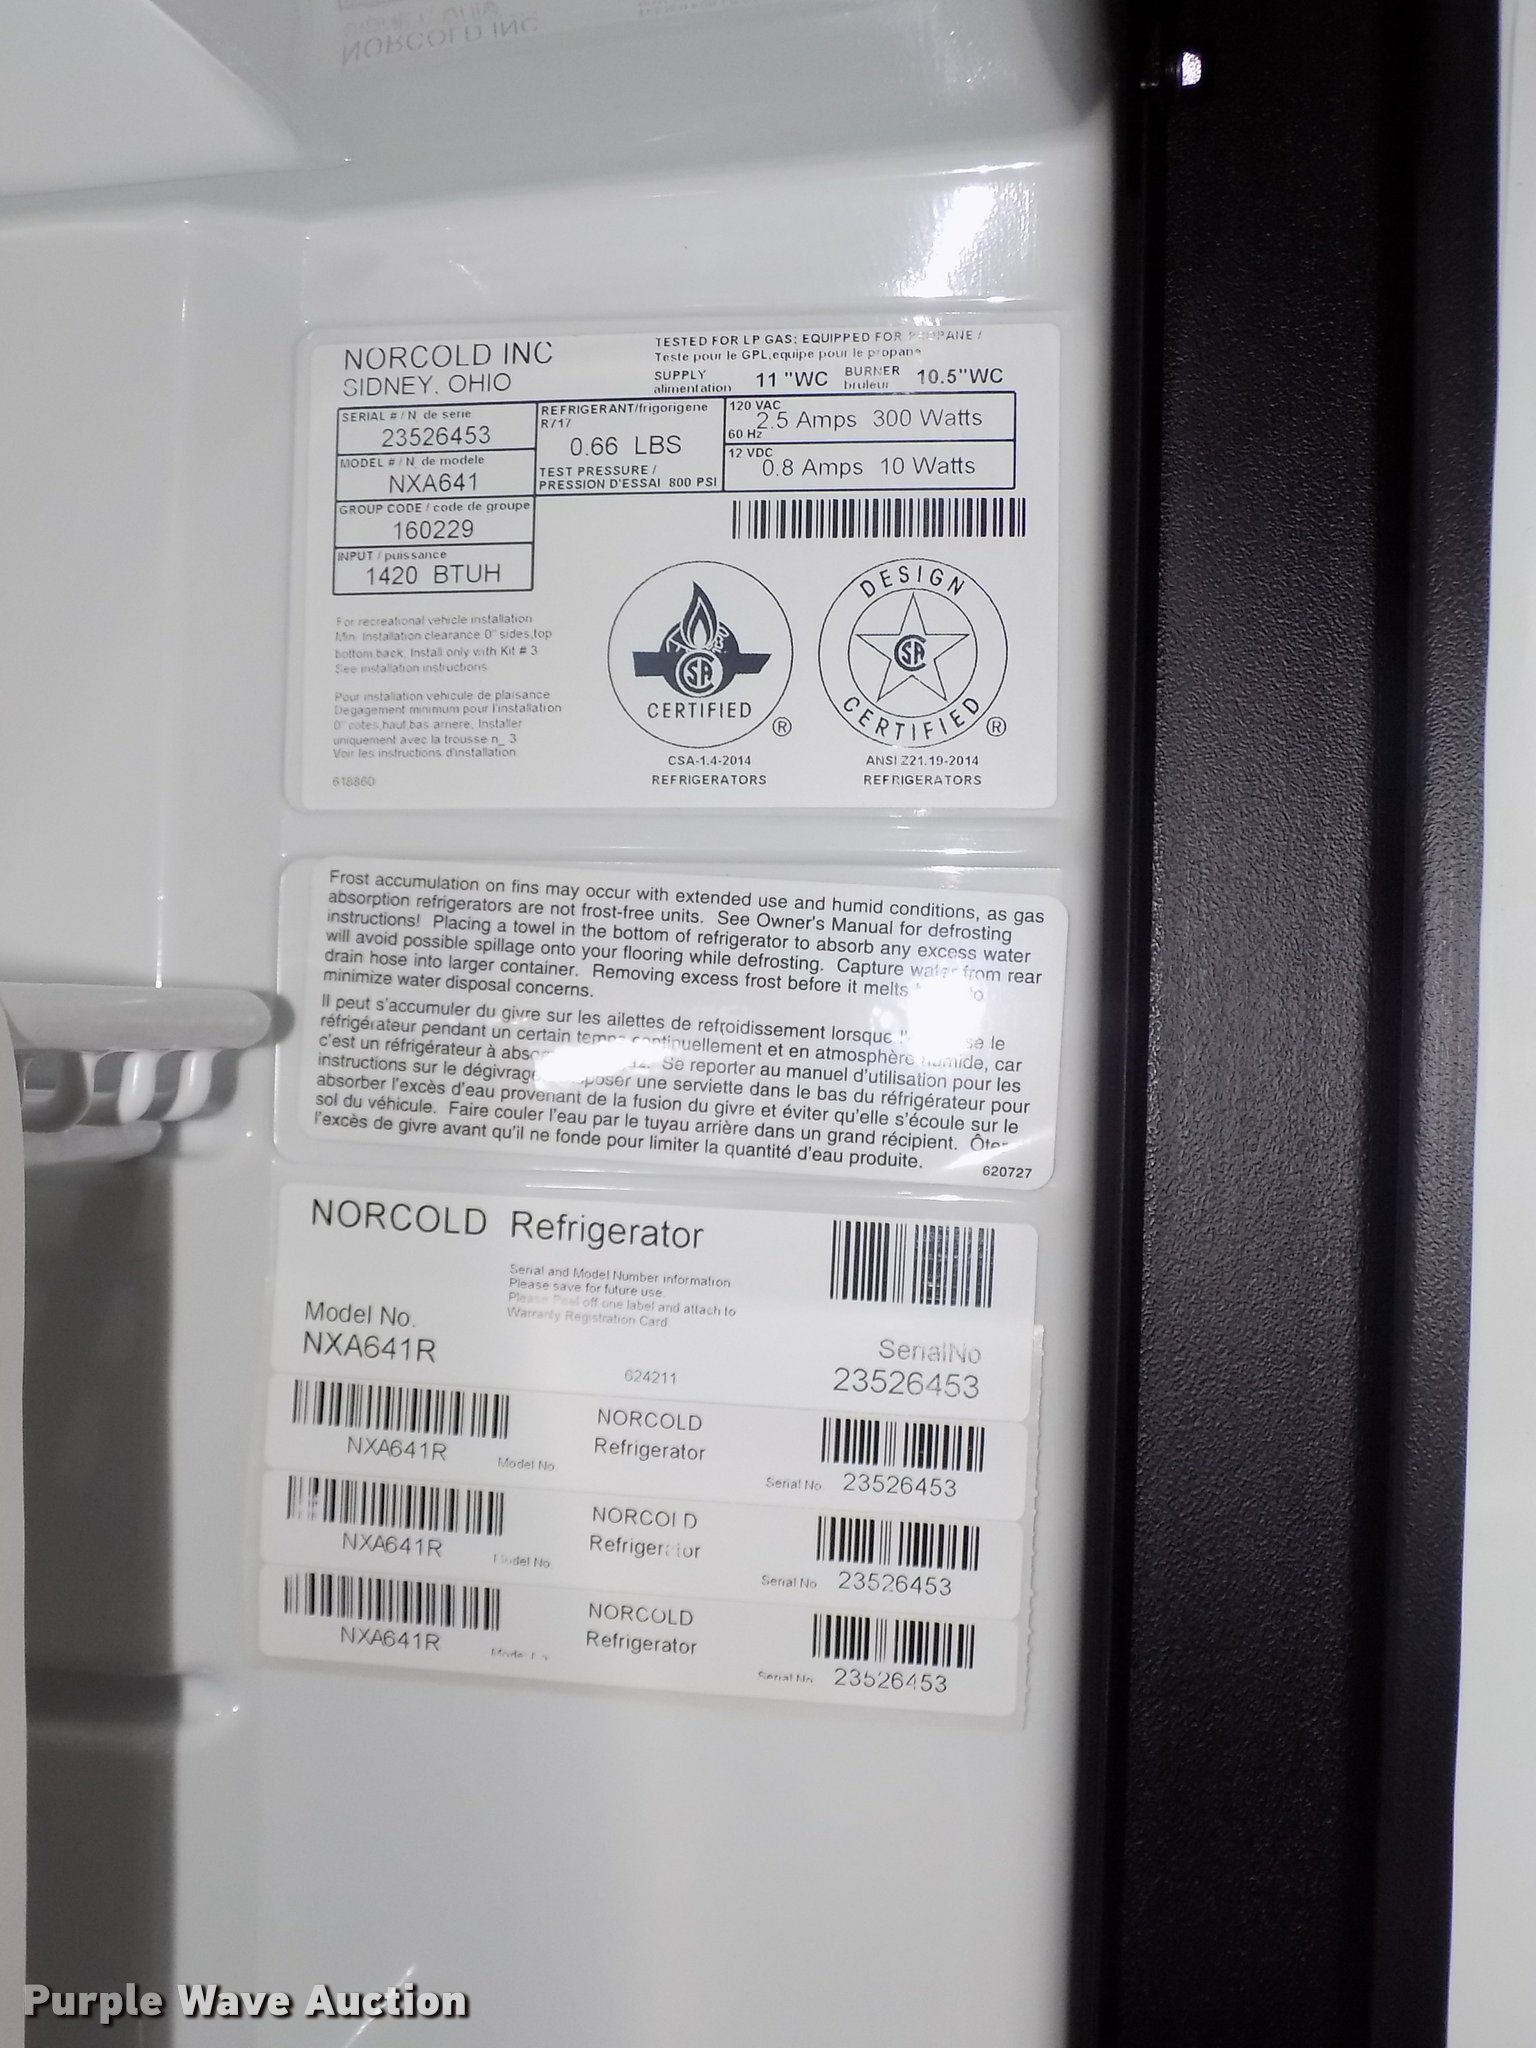 NORCOLD INC
NORCOLD INC
SIDNEY, OHIO
TESTED FOR LP GAS; EQUIPPED FOR PROPANE /
Teste pour le GPL,equipe pour le propane
SUPPLY alimentation 11 "WC BURNER bruleur 10.5"WC
SERIAL # / N de serie
23526453
MODEL # / N de modele
NXA641
GROUP CODE / code de groupe
160229
INPUT / puissance
1420 BTUH
REFRIGERANT/frigorigene
R/17
0.66 LBS
TEST PRESSURE /
PRESSION D'ESSAI 800 PSI
120 VAC
60 Hz 2.5 Amps 300 Watts
12 VDC
0.8 Amps 10 Watts
For recreational vehicle installation
Min. Installation clearance 0" sides,top
bottom,back. Install only with Kit # 3
See installation instructions
Pour installation vehicule de plaisance
Degagement minimum pour l'installation
0" cotes,haut,bas arriere. Installer
uniquement avec la trousse n_ 3
Voir les instructions d'installation
618860
CSA
CERTIFIED ®
CSA-1.4-2014
REFRIGERATORS
DESIGN
CSA
CERTIFIED ®
ANSI Z21.19-2014
REFRIGERATORS
Frost accumulation on fins may occur with extended use and humid conditions, as gas
absorption refrigerators are not frost-free units. See Owner's Manual for defrosting
instructions! Placing a towel in the bottom of refrigerator to absorb any excess water
will avoid possible spillage onto your flooring while defrosting. Capture water from rear
drain hose into larger container. Removing excess frost before it melts
minimize water disposal concerns.
Il peut s'accumuler du givre sur les ailettes de refroidissement lorsque le
réfrigérateur pendant un certain temps continuellement et en atmosphère humide, car
c'est un réfrigérateur à Se reporter au manuel d'utilisation pour les
instructions sur le dégivrage une serviette dans le bas du réfrigérateur pour
absorber l'excès d'eau provenant de la fusion du givre et éviter qu'elle s'écoule sur le
sol du véhicule. Faire couler l'eau par le tuyau arrière dans un grand récipient. Ôter
l'excès de givre avant qu'il ne fonde pour limiter la quantité d'eau produite.
620727
NORCOLD Refrigerator
Serial and Model Number information
Please save for future use.
Please Peel off one label and attach to
Warranty Registration Card
Model No.
NXA641R
624211
SerialNo
23526453
NXA641R Model No
NORCOLD
Refrigerator
Serial No 23526453
NXA641R Model No
NORCOLD
Refrigerator
Serial No 23526453
NXA641R
NORCOLD
Refrigerator
Serial No 23526453
Purple Wave Auction